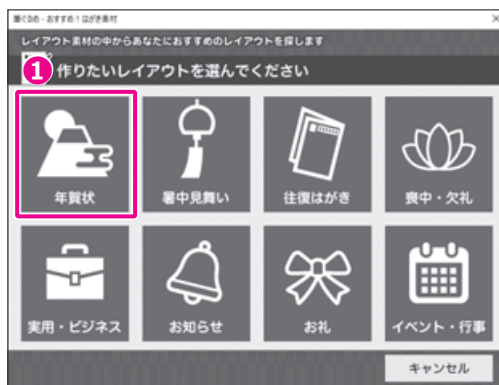 筆ぐるめ - おすすめ！はがき素材
レイアウト素材の中からあなたにおすすめのレイアウトを探します
1 作りたいレイアウトを選んでください
年賀状
暑中見舞い
往復はがき
喪中・欠礼
実用・ビジネス
お知らせ
お礼
イベント・行事
キャンセル